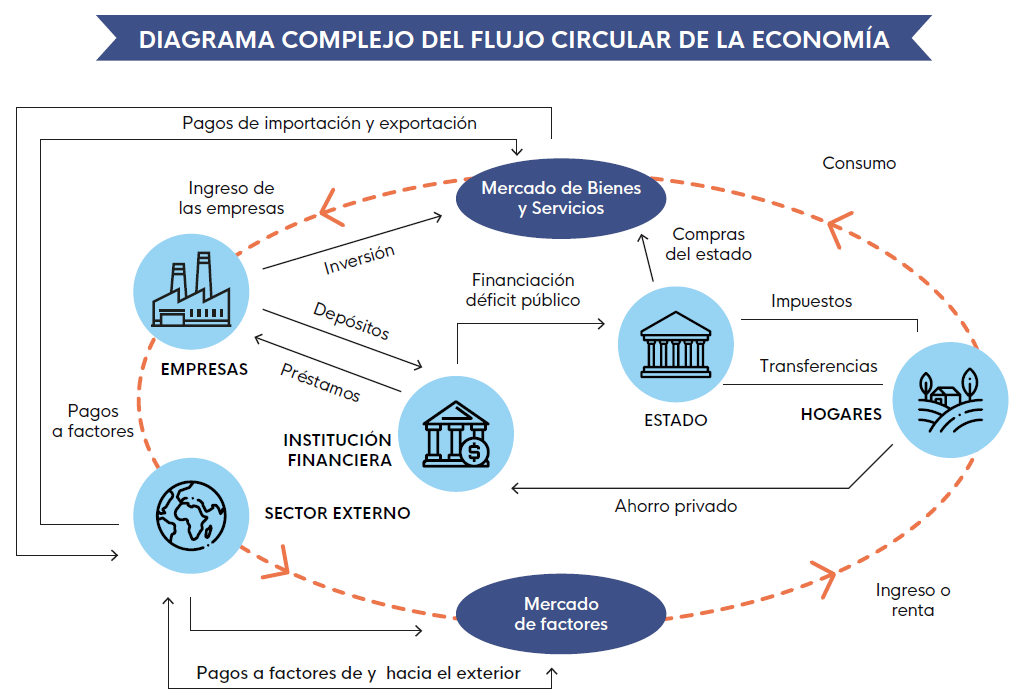 DIAGRAMA COMPLEJO DEL FLUJO CIRCULAR DE LA ECONOMÍA
Pagos de importación y exportación
Consumo
Ingreso de
las empresas
Mercado de Bienes
y Servicios
Compras
del estado
Inversión
Financiación
déficit público
Impuestos
Depósitos
Transferencias
EMPRESAS
Préstamos
ESTADO
HOGARES
Pagos
a factores
INSTITUCIÓN
FINANCIERA
$
SECTOR EXTERNO
Ahorro privado
Ingreso o
renta
Mercado
de factores
Pagos a factores de y hacia el exterior